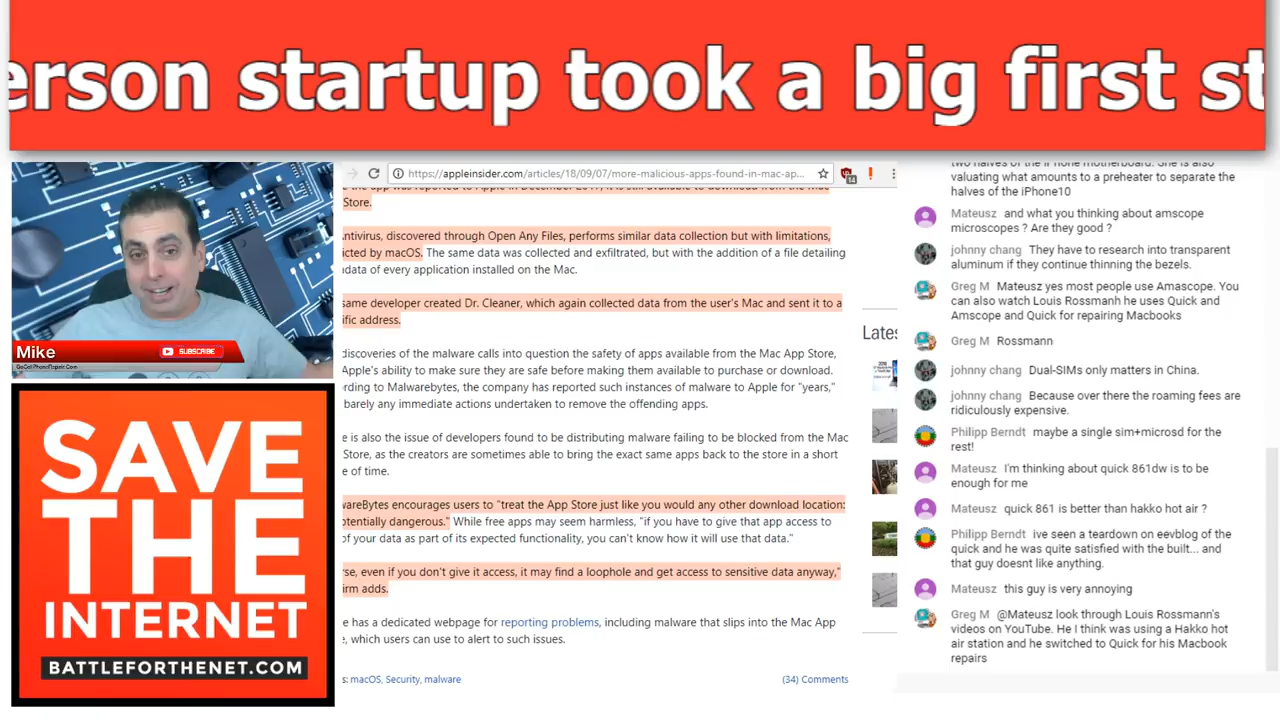 erson startup took a big first st
https://appleinsider.com/articles/18/09/07/more-malicious-apps-found-in-mac-ap...
14
the app was reported to Apple in December 2017, it is still available to download from the Mac
Store.
ntivirus, discovered through Open Any Files, performs similar data collection but with limitations,
cted by macOS. The same data was collected and exfiltrated, but with the addition of a file detailing
data of every application installed on the Mac.
same developer created Dr. Cleaner, which again collected data from the user's Mac and sent it to a
ific address.
discoveries of the malware calls into question the safety of apps available from the Mac App Store,
Apple's ability to make sure they are safe before making them available to purchase or download.
rding to Malwarebytes, the company has reported such instances of malware to Apple for "years,"
barely any immediate actions undertaken to remove the offending apps.
e is also the issue of developers found to be distributing malware failing to be blocked from the Mac
Store, as the creators are sometimes able to bring the exact same apps back to the store in a short
e of time.
wareBytes encourages users to "treat the App Store just like you would any other download location:
otentially dangerous." While free apps may seem harmless, "if you have to give that app access to
of your data as part of its expected functionality, you can't know how it will use that data."
rse, even if you don't give it access, it may find a loophole and get access to sensitive data anyway,"
irm adds.
e has a dedicated webpage for reporting problems, including malware that slips into the Mac App
e, which users can use to alert to such issues.
s: macOS, Security, malware
(34) Comments
Lates
Mike
SUBSCRIBE
GoCellPhoneRepair.Com
SAVE
THE
INTERNET
BATTLEFORTHENET.COM
two halves of the iPhone motherboard. She is also
valuating what amounts to a preheater to separate the
halves of the iPhone10
Mateusz and what you thinking about amscope
microscopes ? Are they good ?
johnny chang They have to research into transparent
aluminum if they continue thinning the bezels.
Greg M Mateusz yes most people use Amascope. You
can also watch Louis Rossmanh he uses Quick and
Amscope and Quick for repairing Macbooks
Greg M Rossmann
johnny chang Dual-SIMs only matters in China.
johnny chang Because over there the roaming fees are
ridiculously expensive.
Philipp Berndt maybe a single sim+microsd for the
rest!
Mateusz I'm thinking about quick 861dw is to be
enough for me
Mateusz quick 861 is better than hakko hot air ?
Philipp Berndt ive seen a teardown on eevblog of the
quick and he was quite satisfied with the built... and
that guy doesnt like anything.
Mateusz this guy is very annoying
Greg M @Mateusz look through Louis Rossmann's
videos on YouTube. He I think was using a Hakko hot
air station and he switched to Quick for his Macbook
repairs